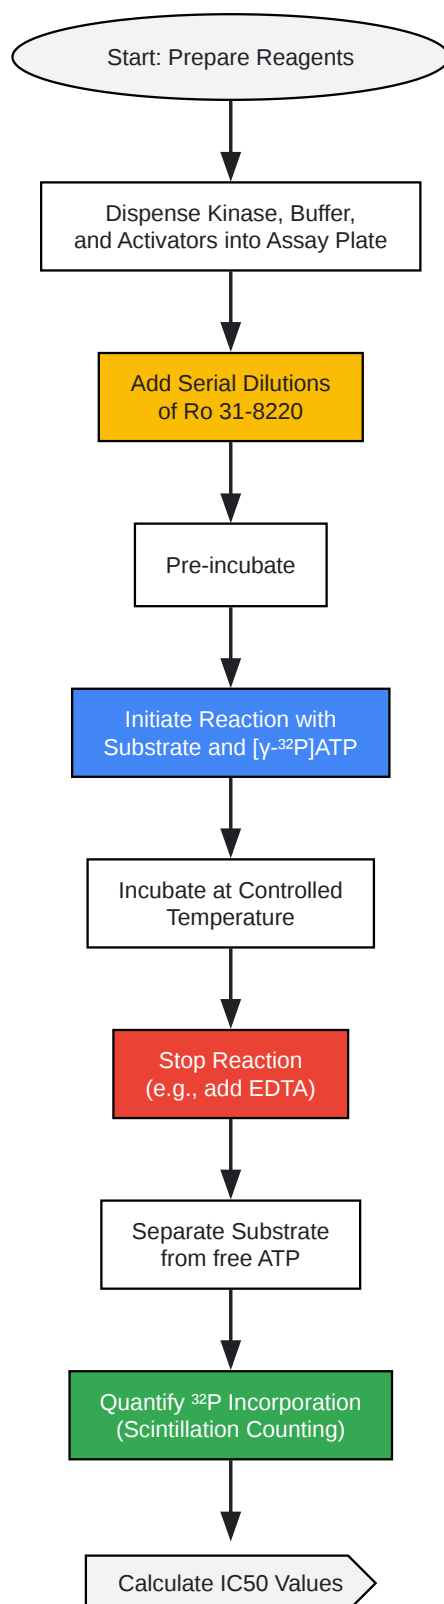 Start: Prepare Reagents
Dispense Kinase, Buffer,
and Activators into Assay Plate
Add Serial Dilutions
of Ro 31-8220
Pre-incubate
Initiate Reaction with
Substrate and [γ-³²P]ATP
Incubate at Controlled
Temperature
Stop Reaction
(e.g., add EDTA)
Separate Substrate
from free ATP
Quantify ³²P Incorporation
(Scintillation Counting)
Calculate IC50 Values